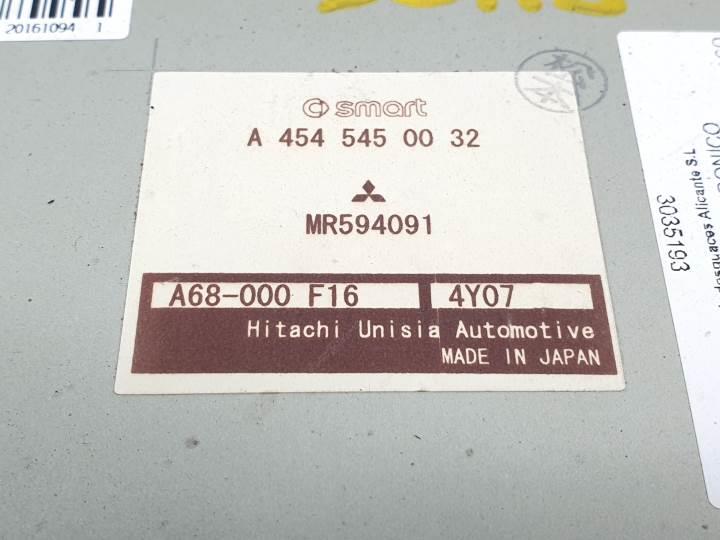 20161094 1
smart
A 454 545 00 32
MR594091
A68-000 F16
4Y07
Hitachi Unisia Automotive
MADE IN JAPAN
Alicante S.L
3035193